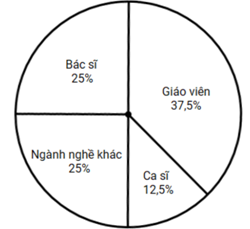 Bác sĩ
25%
Giáo viên
37,5%
Ngành nghề khác
25%
Ca sĩ
12,5%